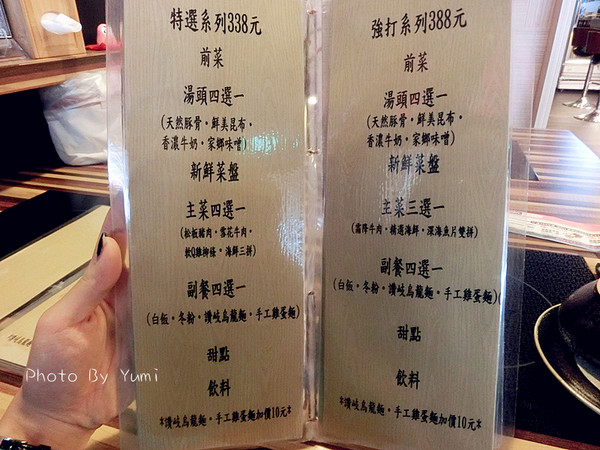 特選系列338元
前菜
湯頭四選一
(天然豚骨。鮮美昆布。
香濃牛奶。家鄉味噌)
新鮮菜盤
主菜四選一
(松板豬肉。雪花牛肉。
軟Q雞柳條。海鮮三拼)
副餐四選一
(白飯。冬粉。讚岐烏龍麵。手工雞蛋麵)
甜點
飲料
*讚岐烏龍麵。手工雞蛋麵加價10元*
強打系列388元
前菜
湯頭四選一
(天然豚骨。鮮美昆布。
香濃牛奶。家鄉味噌)
新鮮菜盤
主菜三選一
(霜降牛肉。精選海鮮。深海魚片雙拼)
副餐四選一
(白飯。冬粉。讚岐烏龍麵。手工雞蛋麵)
甜點
飲料
*讚岐烏龍麵。手工雞蛋麵加價10元*
Photo By Yumi